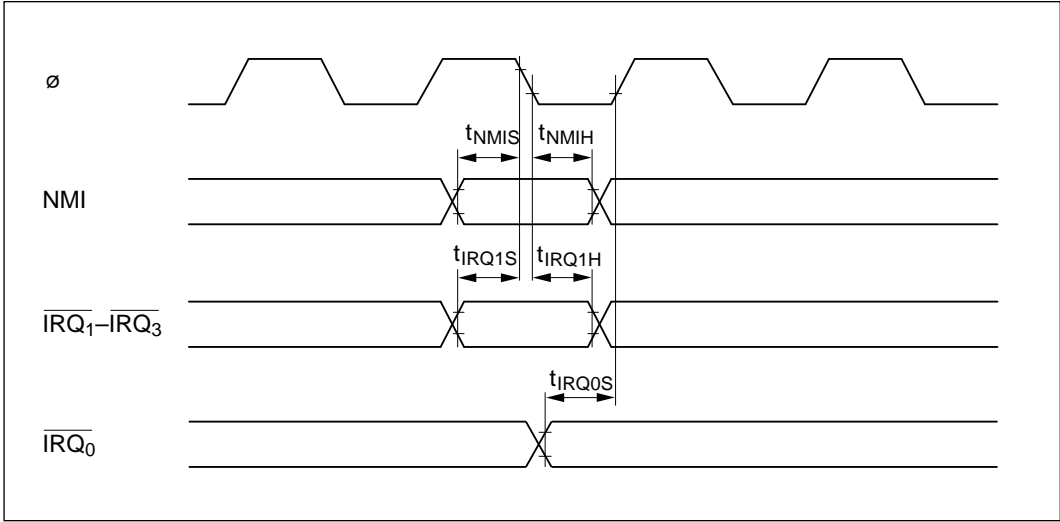 ø
tNMIS tNMIH
NMI
tIRQ1S tIRQ1H
IRQ1–IRQ3
tIRQ0S
IRQ0